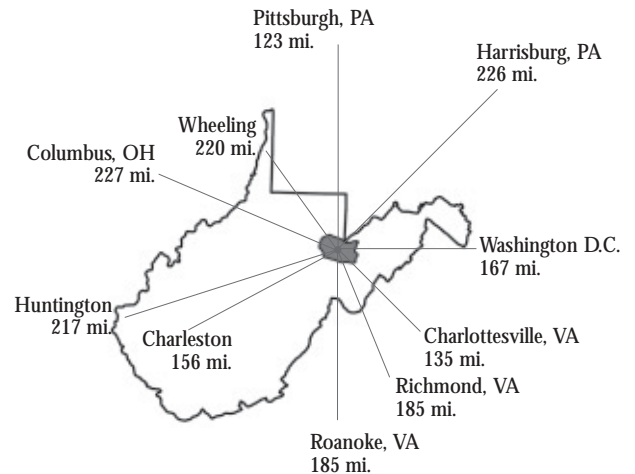 Pittsburgh, PA
123 mi.
Harrisburg, PA
226 mi.
Wheeling
220 mi.
Columbus, OH
227 mi.
Washington D.C.
167 mi.
Huntington
217 mi.
Charleston
156 mi.
Charlottesville, VA
135 mi.
Richmond, VA
185 mi.
Roanoke, VA
185 mi.